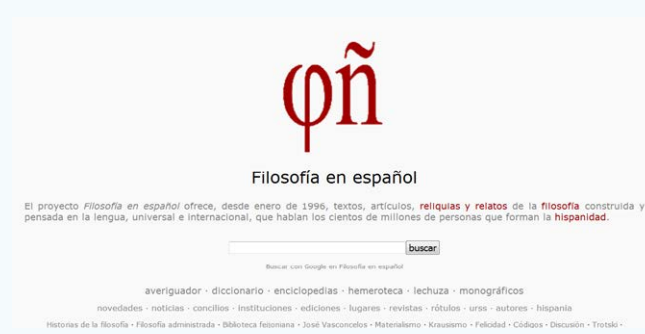 φñ
Filosofía en español
El proyecto Filosofía en español ofrece, desde enero de 1996, textos, artículos, reliquias y relatos de la filosofía construida y
pensada en la lengua, universal e internacional, que hablan los cientos de millones de personas que forman la hispanidad.
buscar
Buscar con Google en Filosofía en español
averiguador · diccionario · enciclopedias · hemeroteca · lechuza · monográficos
novedades · noticias · concilios · instituciones · ediciones · lugares · revistas · rótulos · urss · autores · hispania
Historias de la filosofía · Filosofía administrada · Biblioteca feijoniana · José Vasconcelos · Materialismo · Krausismo · Felicidad · Códigos · Discusión · Trotski ·